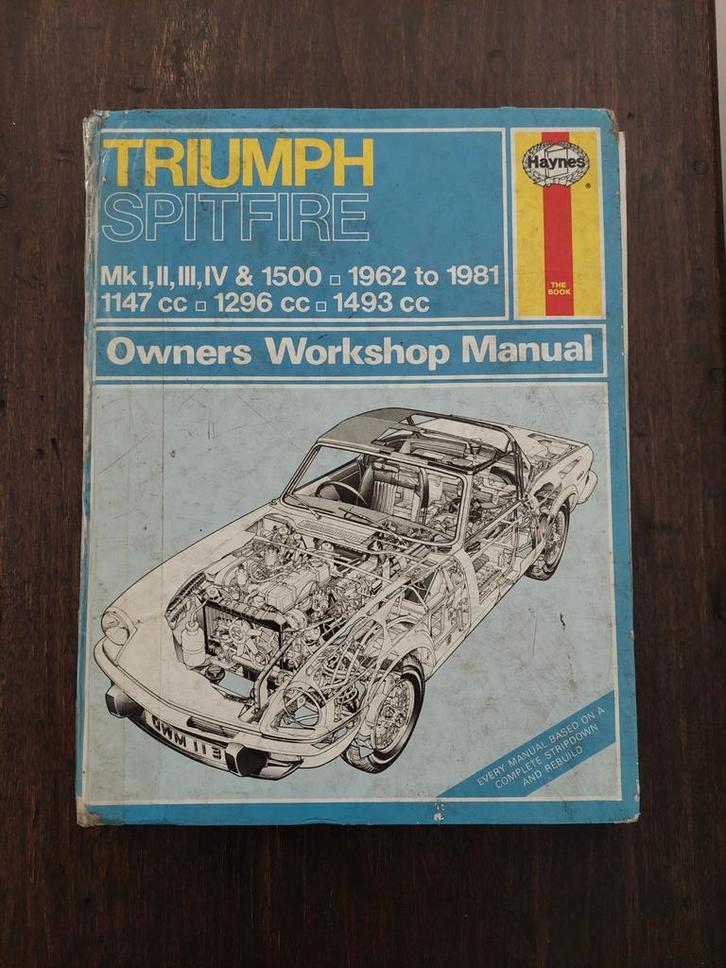 TRIUMPH
SPITFIRE
Mk I, II, III, IV & 1500 □ 1962 to 1981
1147 cc □ 1296 cc □ 1493 cc
Haynes
®
THE
BOOK
Owners Workshop Manual
EVERY MANUAL BASED ON A
COMPLETE STRIPDOWN
AND REBUILD